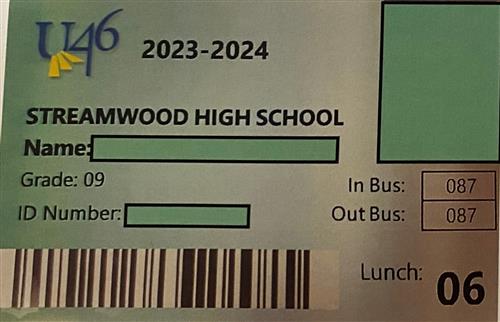 U46 2023-2024
STREAMWOOD HIGH SCHOOL
Name:
Grade: 09
In Bus: 087
ID Number:
Out Bus: 087
Lunch: 06